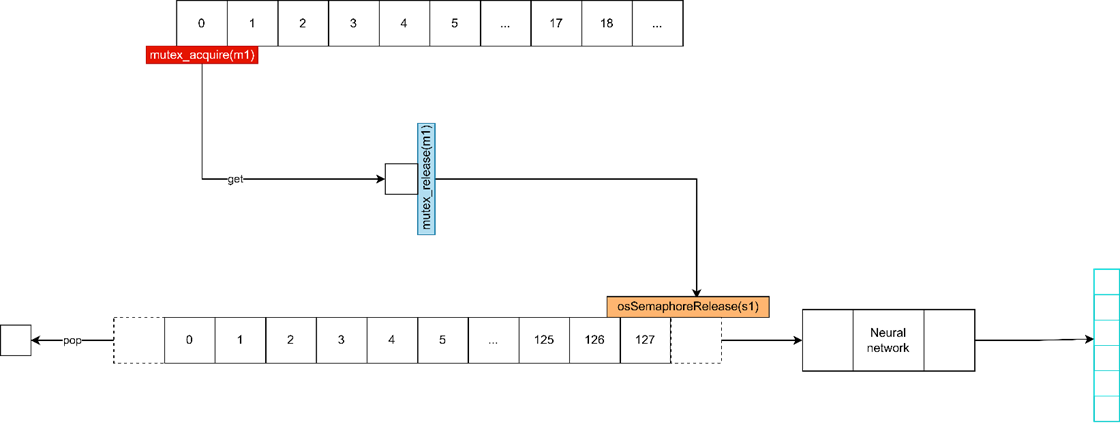 0 1 2 3 4 5 ... 17 18 ...
mutex_acquire(m1)
mutex_release(m1)
get
osSemaphoreRelease(s1)
pop
0 1 2 3 4 5 ... 125 126 127
Neural
network